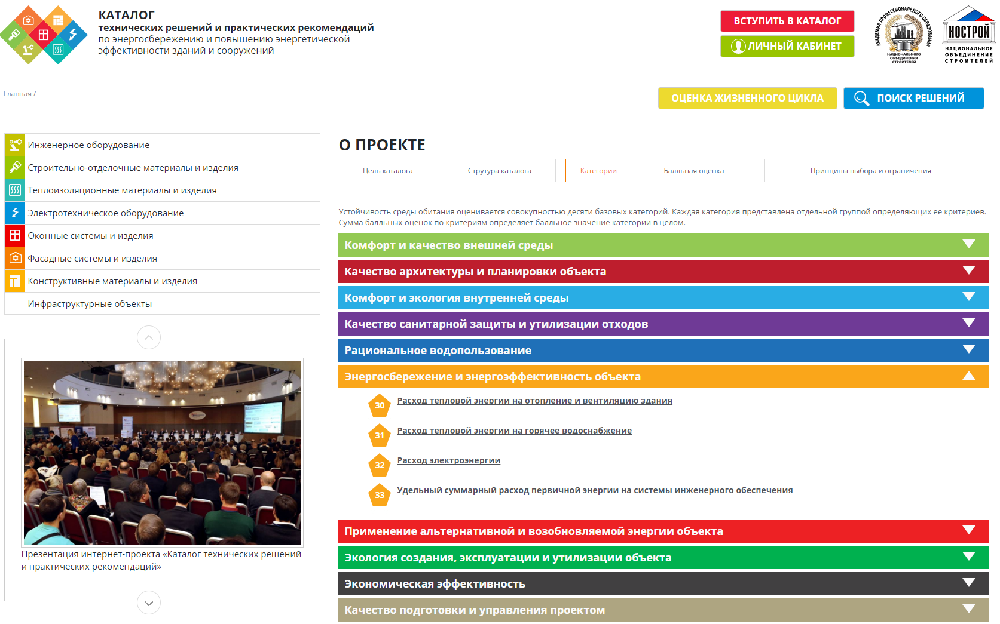 КАТАЛОГ
технических решений и практических рекомендаций
по энергосбережению и повышению энергетической
эффективности зданий и сооружений
ВСТУПИТЬ В КАТАЛОГ
ЛИЧНЫЙ КАБИНЕТ
АКАДЕМИЯ ПРОФЕССИОНАЛЬНОГО ОБРАЗОВАНИЯ
НАЦИОНАЛЬНОГО
ОБЪЕДИНЕНИЯ
СТРОИТЕЛЕЙ
НОСТРОЙ
НАЦИОНАЛЬНОЕ
ОБЪЕДИНЕНИЕ
СТРОИТЕЛЕЙ
Главная /
ОЦЕНКА ЖИЗНЕННОГО ЦИКЛА
ПОИСК РЕШЕНИЙ
Инженерное оборудование
Строительно-отделочные материалы и изделия
Теплоизоляционные материалы и изделия
Электротехническое оборудование
Оконные системы и изделия
Фасадные системы и изделия
Конструктивные материалы и изделия
Инфраструктурные объекты
Презентация интернет-проекта «Каталог технических решений
и практических рекомендаций»
О ПРОЕКТЕ
Цель каталога
Струтура каталога
Категории
Балльная оценка
Принципы выбора и ограничения
Устойчивость среды обитания оценивается совокупностью десяти базовых категорий. Каждая категория представлена отдельной группой определяющих ее критериев.
Сумма балльных оценок по критериям определяет балльное значение категории в целом.
Комфорт и качество внешней среды
Качество архитектуры и планировки объекта
Комфорт и экология внутренней среды
Качество санитарной защиты и утилизации отходов
Рациональное водопользование
Энергосбережение и энергоэффективность объекта
30 Расход тепловой энергии на отопление и вентиляцию здания
31 Расход тепловой энергии на горячее водоснабжение
32 Расход электроэнергии
33 Удельный суммарный расход первичной энергии на системы инженерного обеспечения
Применение альтернативной и возобновляемой энергии объекта
Экология создания, эксплуатации и утилизации объекта
Экономическая эффективность
Качество подготовки и управления проектом